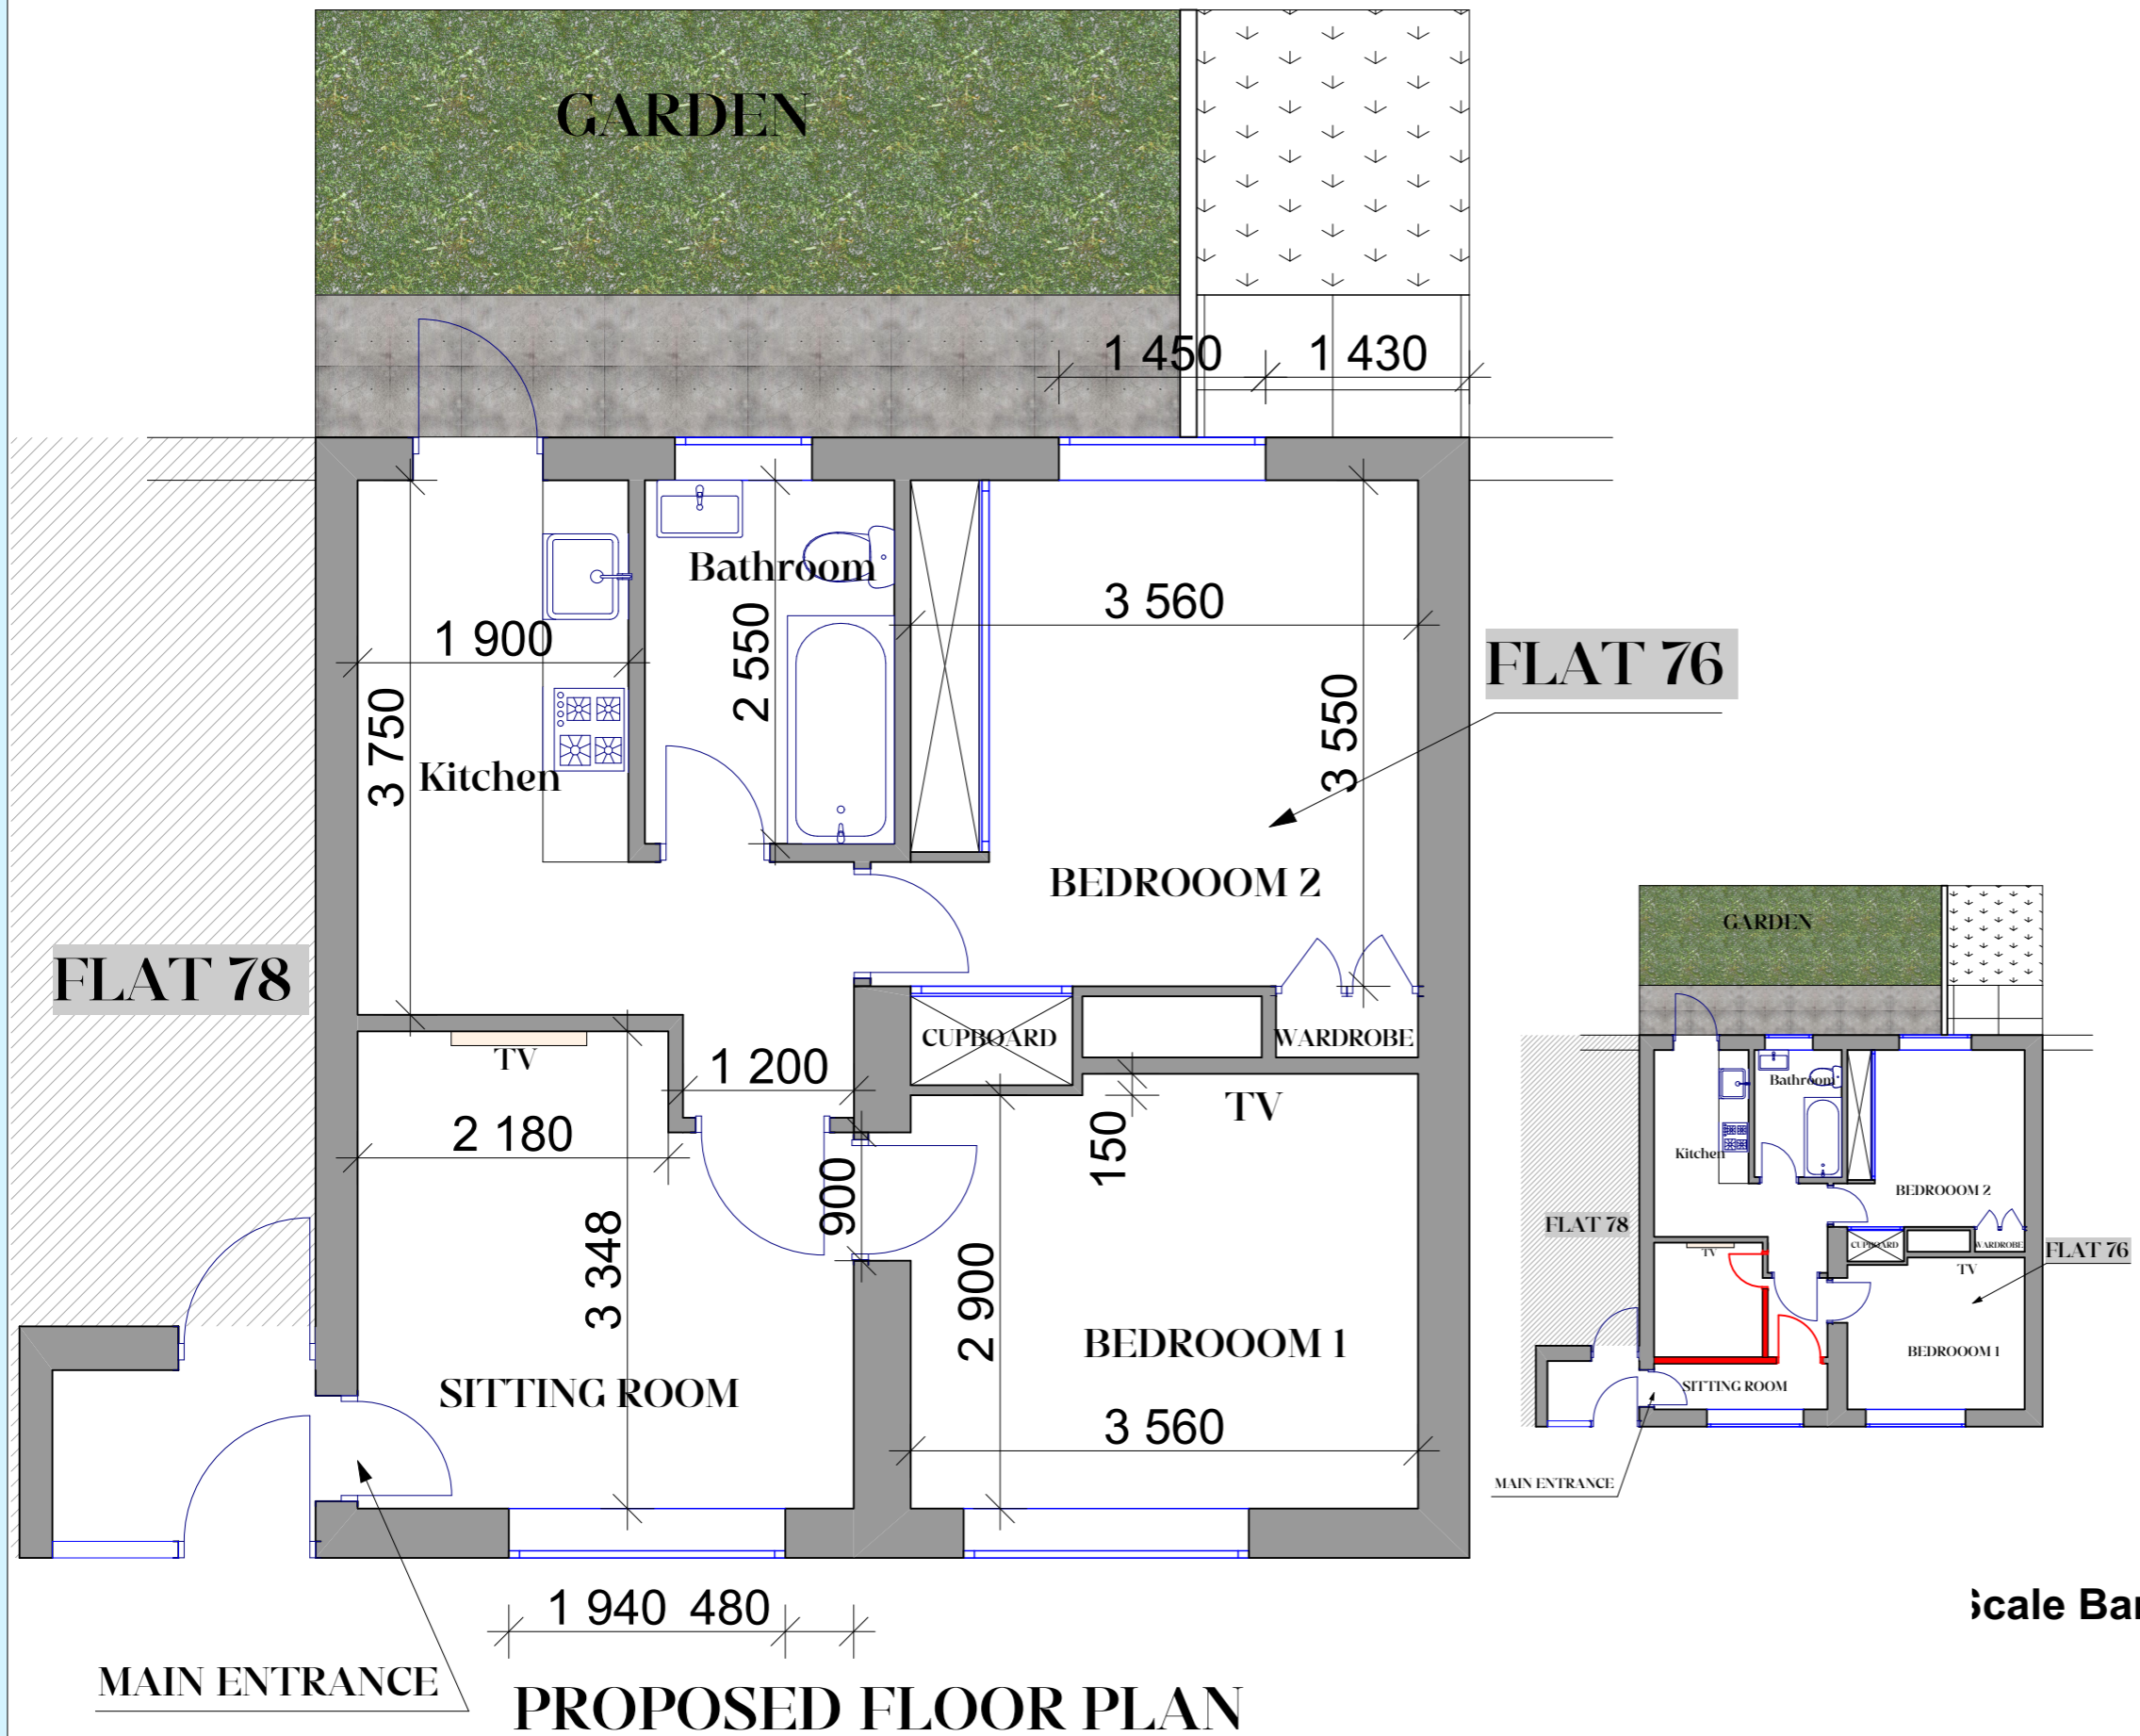 GARDEN
1 450
1 430
Bathroom
3 560
1 900
2 550
FLAT 76
3 750
3 550
Kitchen
BEDROOOM 2
FLAT 78
CUPBOARD
WARDROBE
TV
1 200
TV
2 180
150
900
3 348
2 900
BEDROOOM 1
SITTING ROOM
3 560
1 940
480
MAIN ENTRANCE
PROPOSED FLOOR PLAN
GARDEN
Bathroom
Kitchen
BEDROOOM 2
FLAT 78
CUPBOARD
WARDROBE
FLAT 76
TV
TV
BEDROOOM 1
SITTING ROOM
MAIN ENTRANCE
Scale Bar